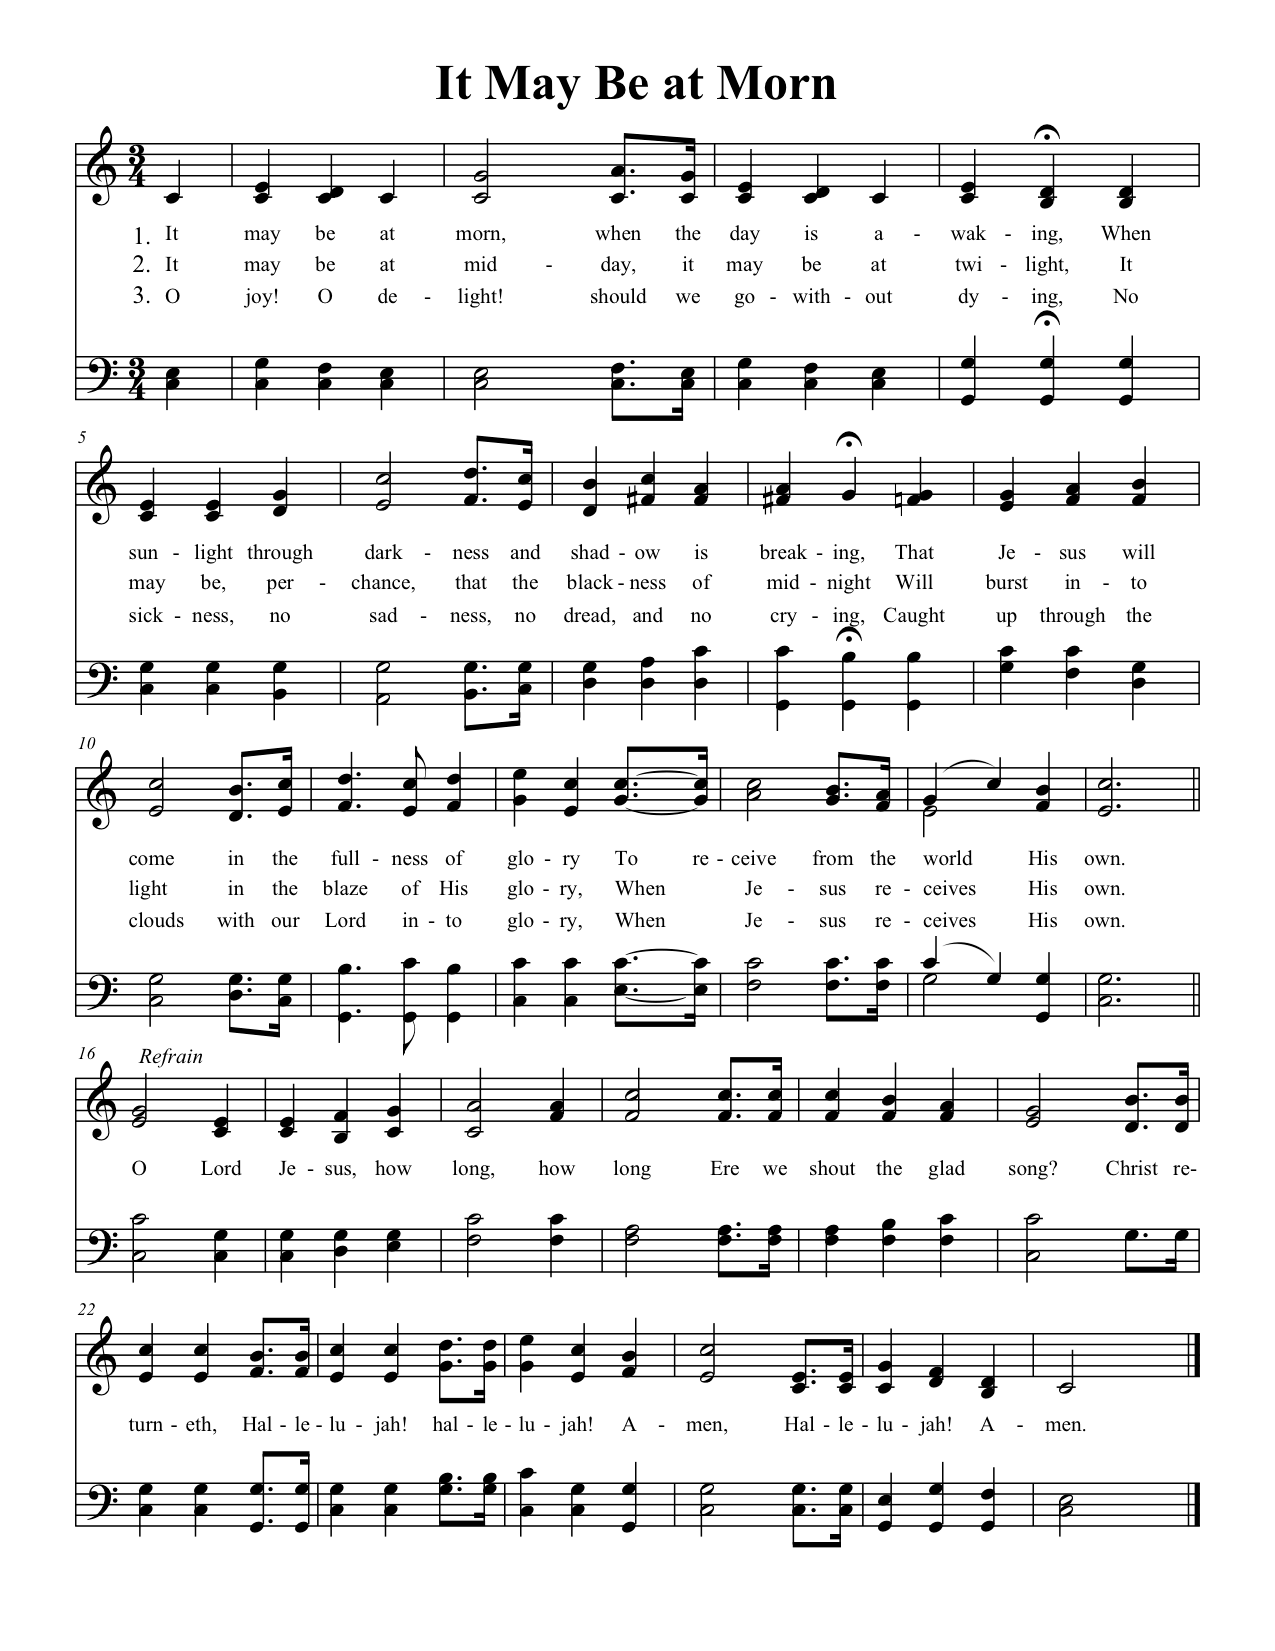 It May Be at Morn
3
4
1. It may be at morn, when the day is a - wak - ing, When
2. It may be at mid - day, it may be at twi - light, It
3. O joy! O de - light! should we go - with - out dy - ing, No
3
4
5
sun - light through dark - ness and shad - ow is break - ing, That Je - sus will
may be, per - chance, that the black - ness of mid - night Will burst in - to
sick - ness, no sad - ness, no dread, and no cry - ing, Caught up through the
10
come in the full - ness of glo - ry To re - ceive from the world His own.
light in the blaze of His glo - ry, When Je - sus re - ceives His own.
clouds with our Lord in - to glo - ry, When Je - sus re - ceives His own.
16 Refrain
O Lord Je - sus, how long, how long Ere we shout the glad song? Christ re-
22
turn - eth, Hal - le - lu - jah! hal - le - lu - jah! A - men, Hal - le - lu - jah! A - men.